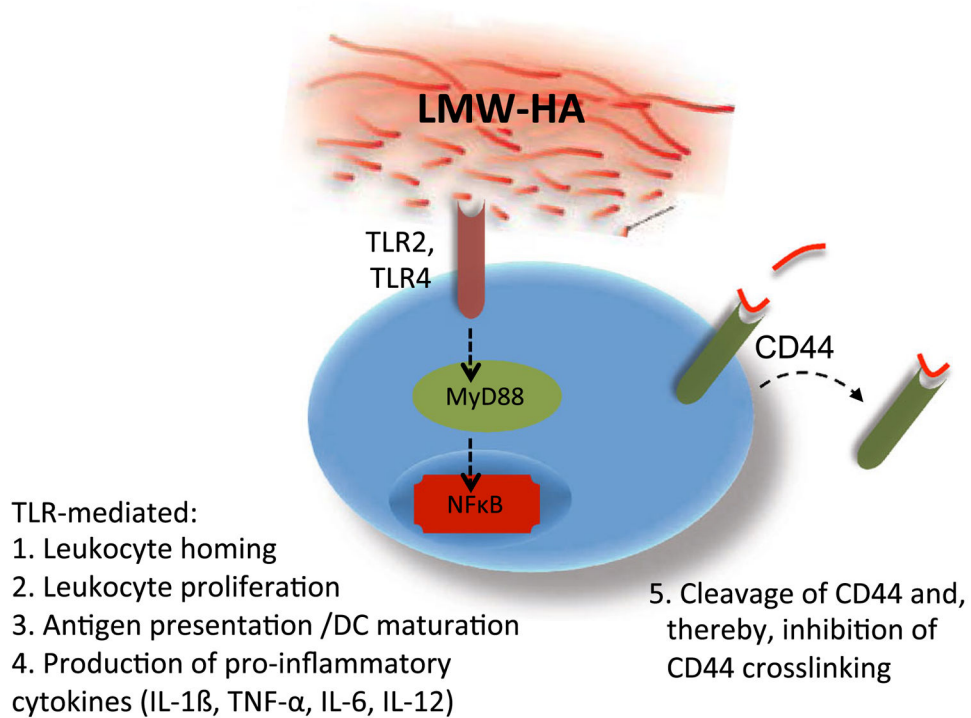 LMW-HA
TLR2,
TLR4
CD44
MyD88
NFκB
TLR-mediated:
1. Leukocyte homing
2. Leukocyte proliferation
3. Antigen presentation /DC maturation
4. Production of pro-inflammatory
cytokines (IL-1ß, TNF-α, IL-6, IL-12)
5. Cleavage of CD44 and,
thereby, inhibition of
CD44 crosslinking